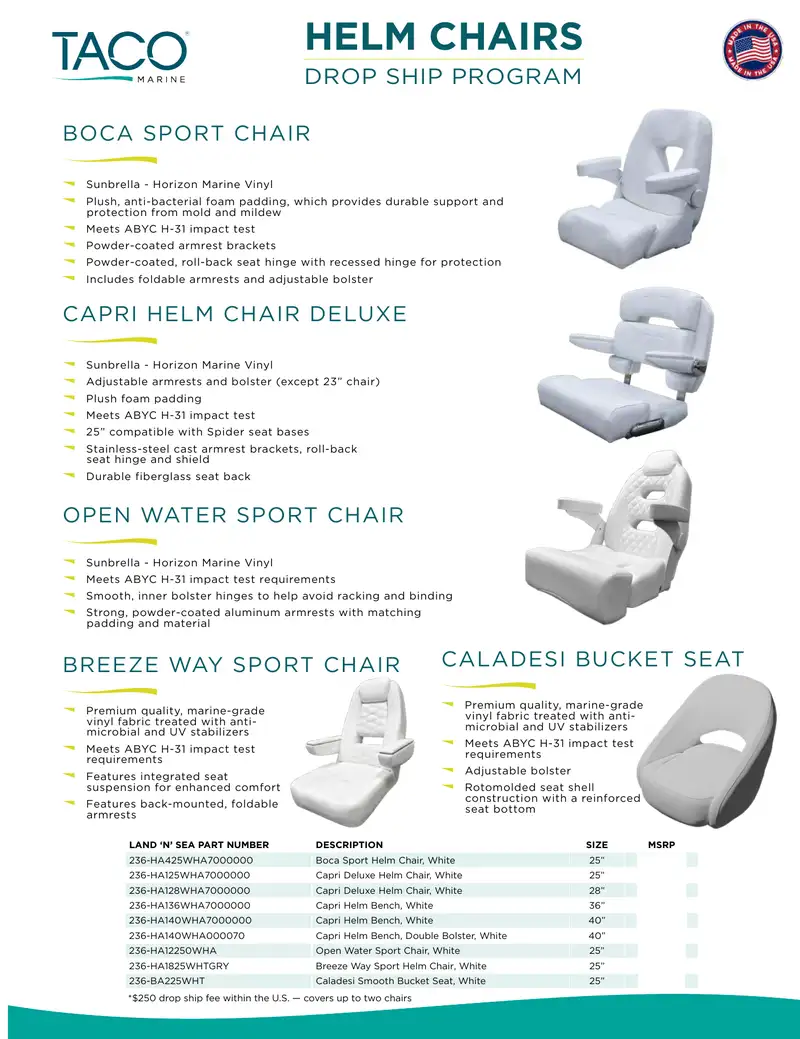 TACO®
MARINE
HELM CHAIRS
DROP SHIP PROGRAM
MADE IN THE USA
MADE IN THE USA
BOCA SPORT CHAIR
Sunbrella - Horizon Marine Vinyl
Plush, anti-bacterial foam padding, which provides durable support and
protection from mold and mildew
Meets ABYC H-31 impact test
Powder-coated armrest brackets
Powder-coated, roll-back seat hinge with recessed hinge for protection
Includes foldable armrests and adjustable bolster
CAPRI HELM CHAIR DELUXE
Sunbrella - Horizon Marine Vinyl
Adjustable armrests and bolster (except 23” chair)
Plush foam padding
Meets ABYC H-31 impact test
25” compatible with Spider seat bases
Stainless-steel cast armrest brackets, roll-back
seat hinge and shield
Durable fiberglass seat back
OPEN WATER SPORT CHAIR
Sunbrella - Horizon Marine Vinyl
Meets ABYC H-31 impact test requirements
Smooth, inner bolster hinges to help avoid racking and binding
Strong, powder-coated aluminum armrests with matching
padding and material
BREEZE WAY SPORT CHAIR
Premium quality, marine-grade
vinyl fabric treated with anti-
microbial and UV stabilizers
Meets ABYC H-31 impact test
requirements
Features integrated seat
suspension for enhanced comfort
Features back-mounted, foldable
armrests
CALADESI BUCKET SEAT
Premium quality, marine-grade
vinyl fabric treated with anti-
microbial and UV stabilizers
Meets ABYC H-31 impact test
requirements
Adjustable bolster
Rotomolded seat shell
construction with a reinforced
seat bottom
LAND ‘N’ SEA PART NUMBER DESCRIPTION SIZE MSRP
236-HA425WHA7000000 Boca Sport Helm Chair, White 25”
236-HA125WHA7000000 Capri Deluxe Helm Chair, White 25”
236-HA128WHA7000000 Capri Deluxe Helm Chair, White 28”
236-HA136WHA7000000 Capri Helm Bench, White 36”
236-HA140WHA7000000 Capri Helm Bench, White 40”
236-HA140WHA000070 Capri Helm Bench, Double Bolster, White 40”
236-HA12250WHA Open Water Sport Chair, White 25”
236-HA1825WHTGRY Breeze Way Sport Helm Chair, White 25”
236-BA225WHT Caladesi Smooth Bucket Seat, White 25”
*$250 drop ship fee within the U.S. — covers up to two chairs